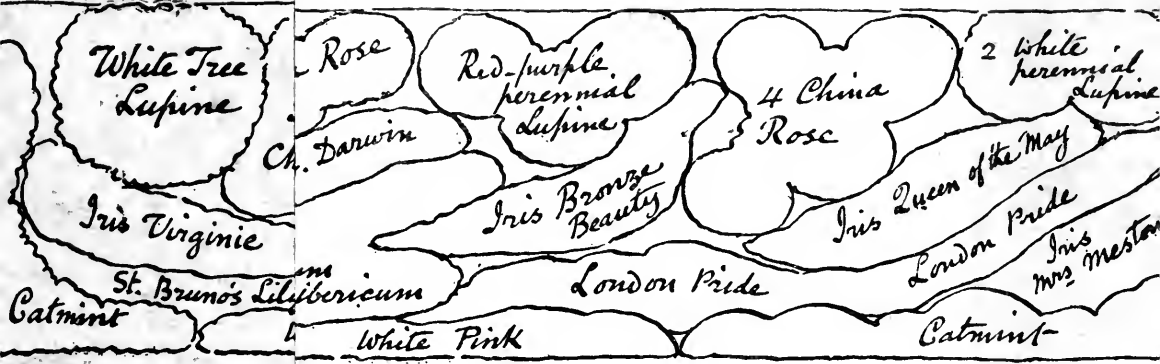 White Tree
Lupine
Rose
Red-purple
perennial
Lupine
4 China
Rose
2 White
perennial
Lupine
Ch. Darwin
Iris Virginie
Iris Bronze
Beauty
Iris Queen of the May
London Pride
Iris
Mrs Meston
St. Bruno's Lily
ibericum
London Pride
Catmint
White Pink
Catmint